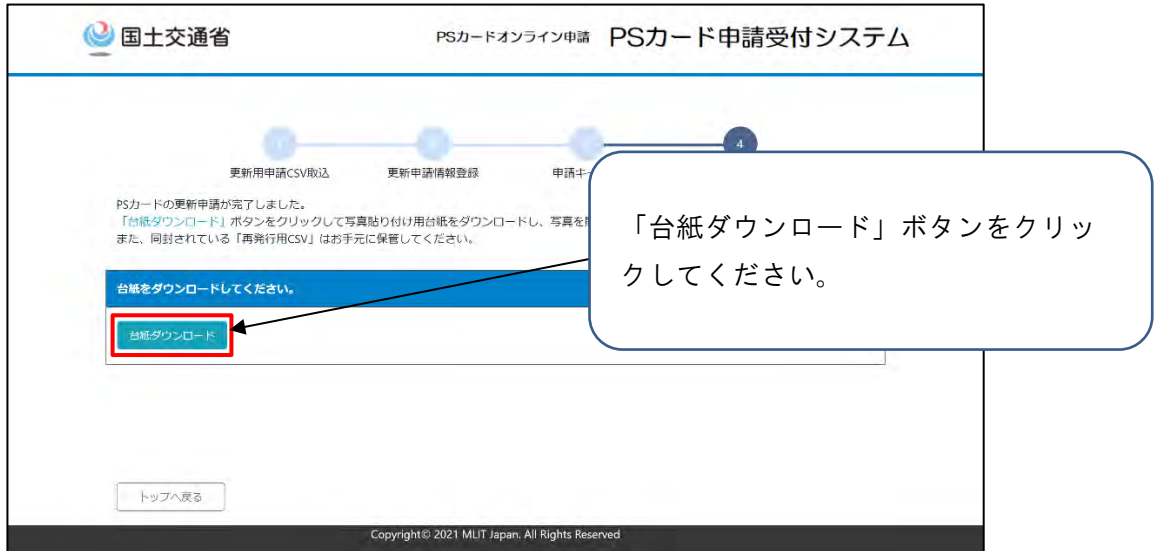 国土交通省
PSカードオンライン申請 PSカード申請受付システム
4
更新用申請CSV取込 更新申請情報登録 申請キー
PSカードの更新申請が完了しました。
「台紙ダウンロード」ボタンをクリックして写真貼り付け用台紙をダウンロードし、写真を
また、同封されている「再発行用CSV」はお手元に保管してください。
「台紙ダウンロード」ボタンをクリッ
クしてください。
台紙をダウンロードしてください。
台紙ダウンロード
トップへ戻る
Copyright© 2021 MLIT Japan. All Rights Reserved